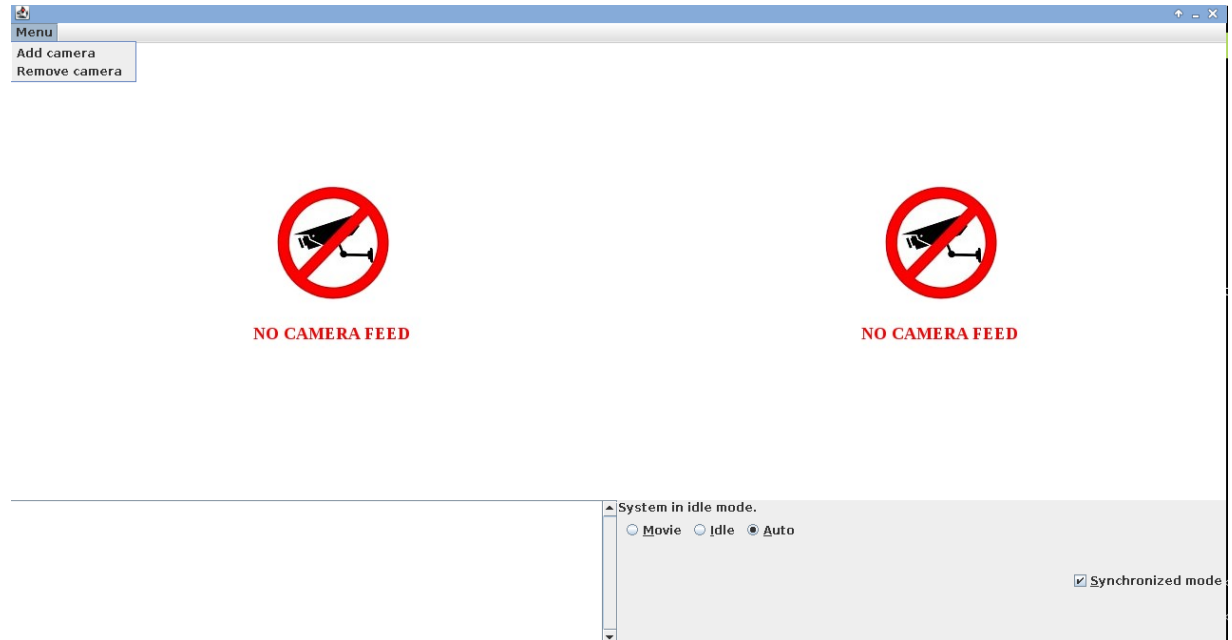 Menu
Add camera
Remove camera
NO CAMERA FEED
NO CAMERA FEED
System in idle mode.
Movie Idle Auto
Synchronized mode